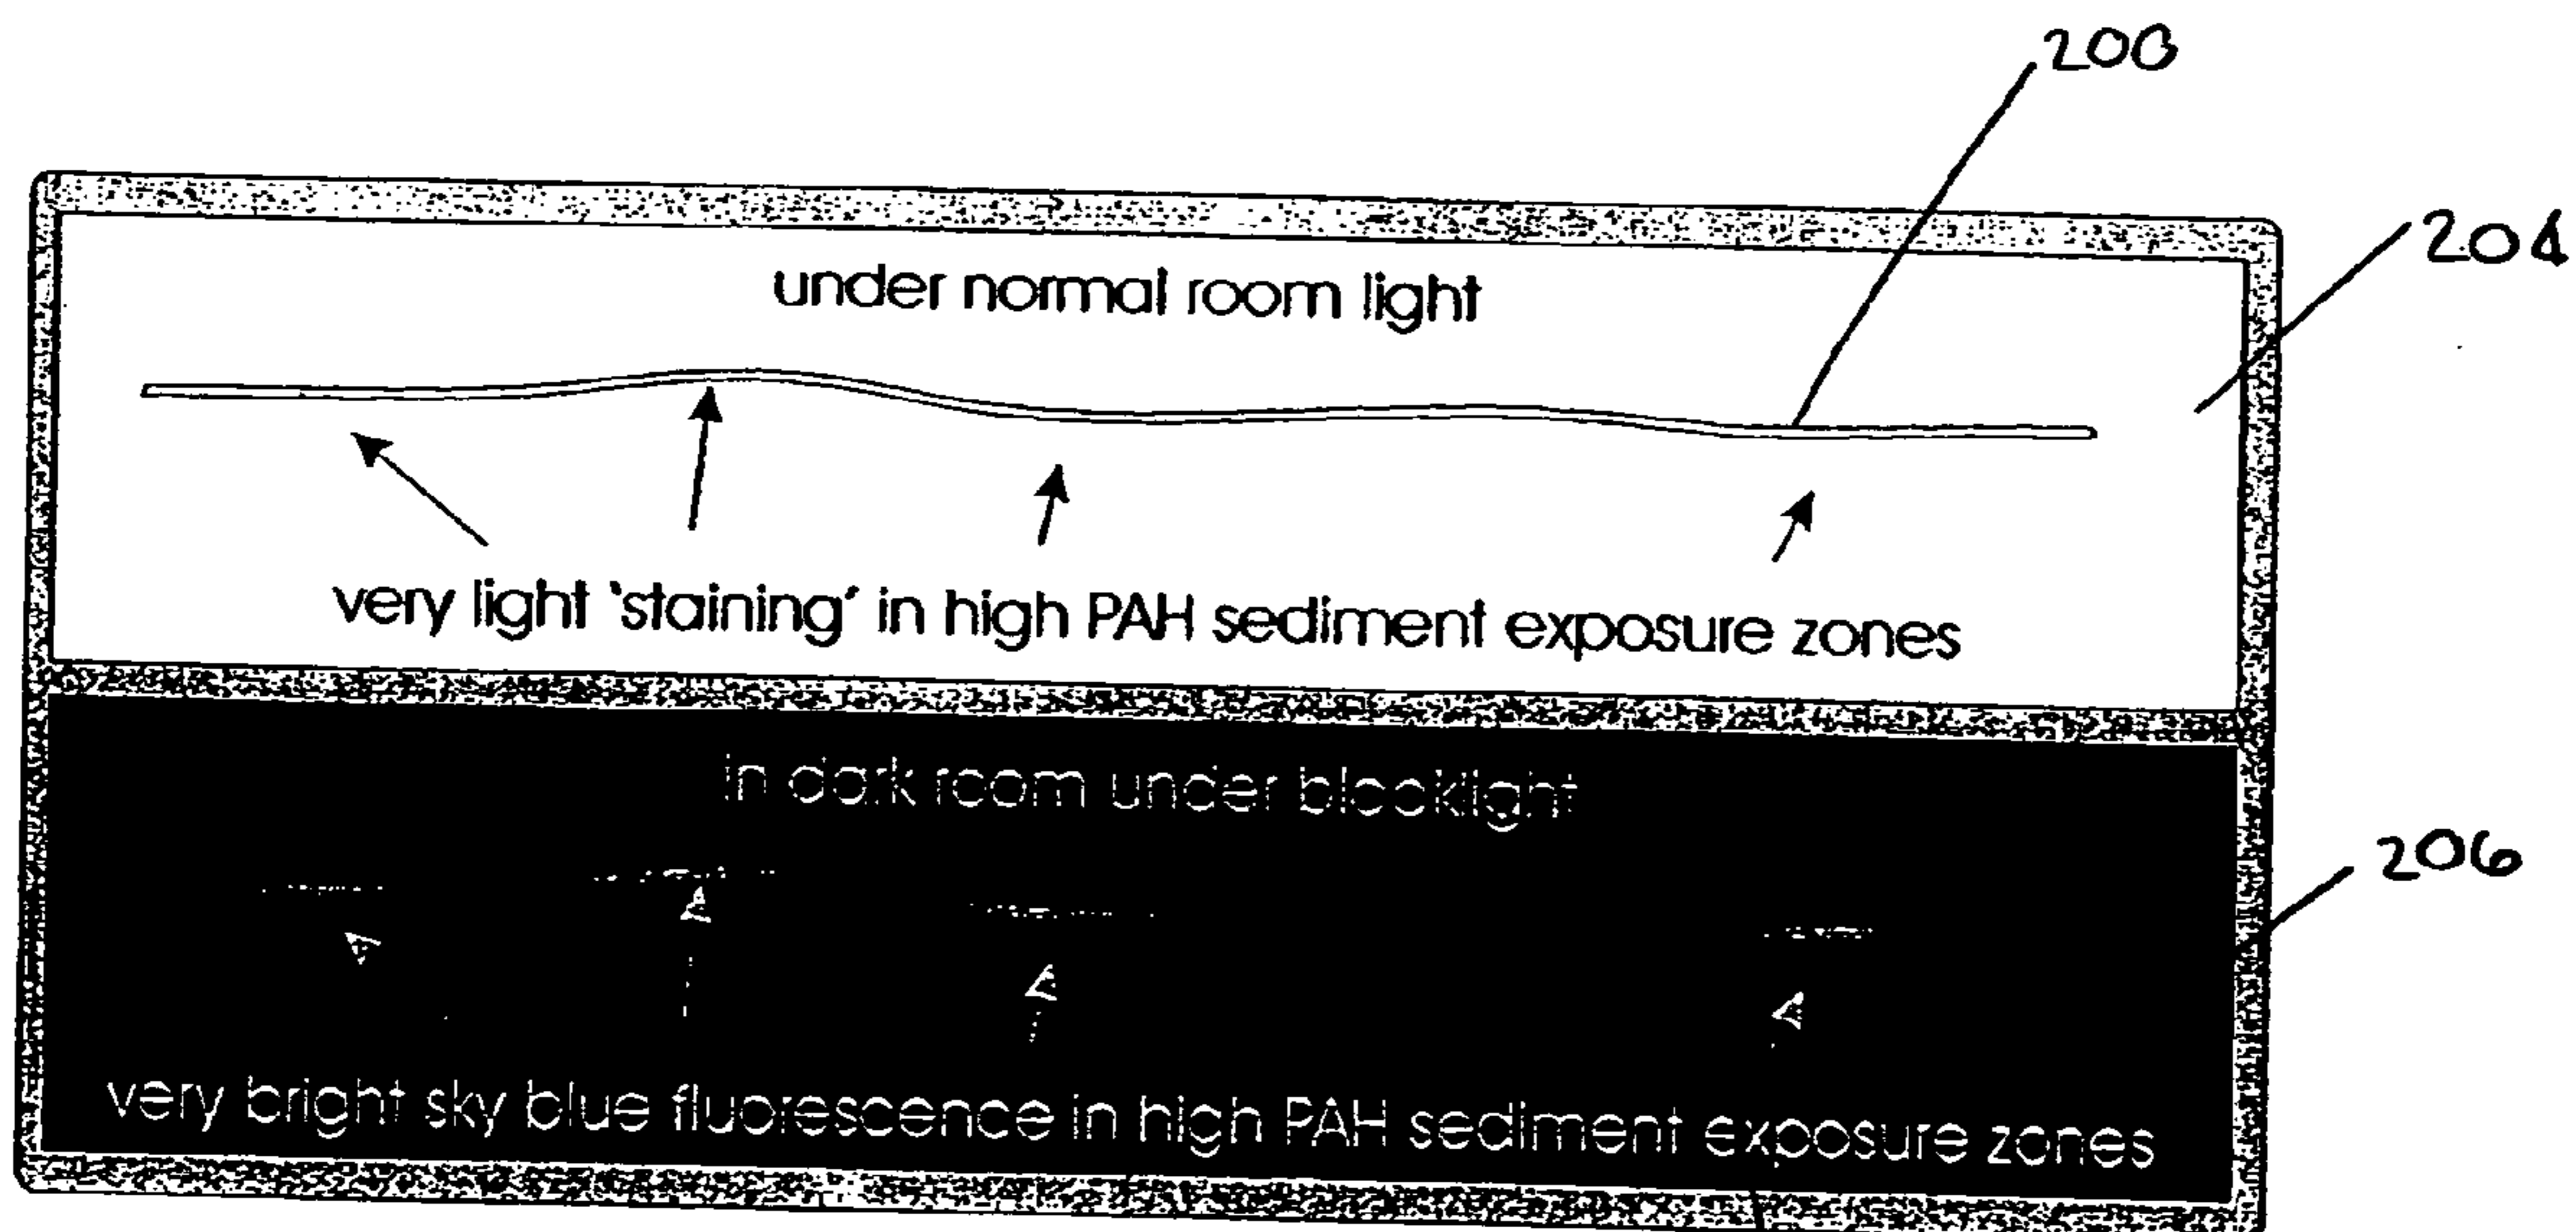 200
204
under normal room light
very light 'staining' in high PAH sediment exposure zones
in dark room under blacklight
206
very bright sky blue fluorescence in high PAH sediment exposure zones